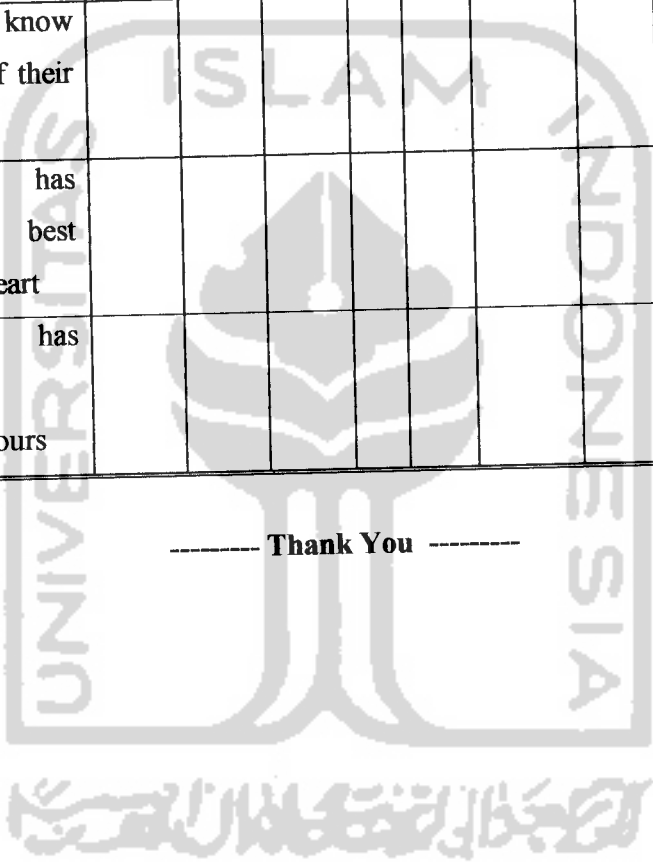 know
f their
has
best
eart
has
ours
--------- Thank You ---------
UNIVERSITAS ISLAM INDONESIA